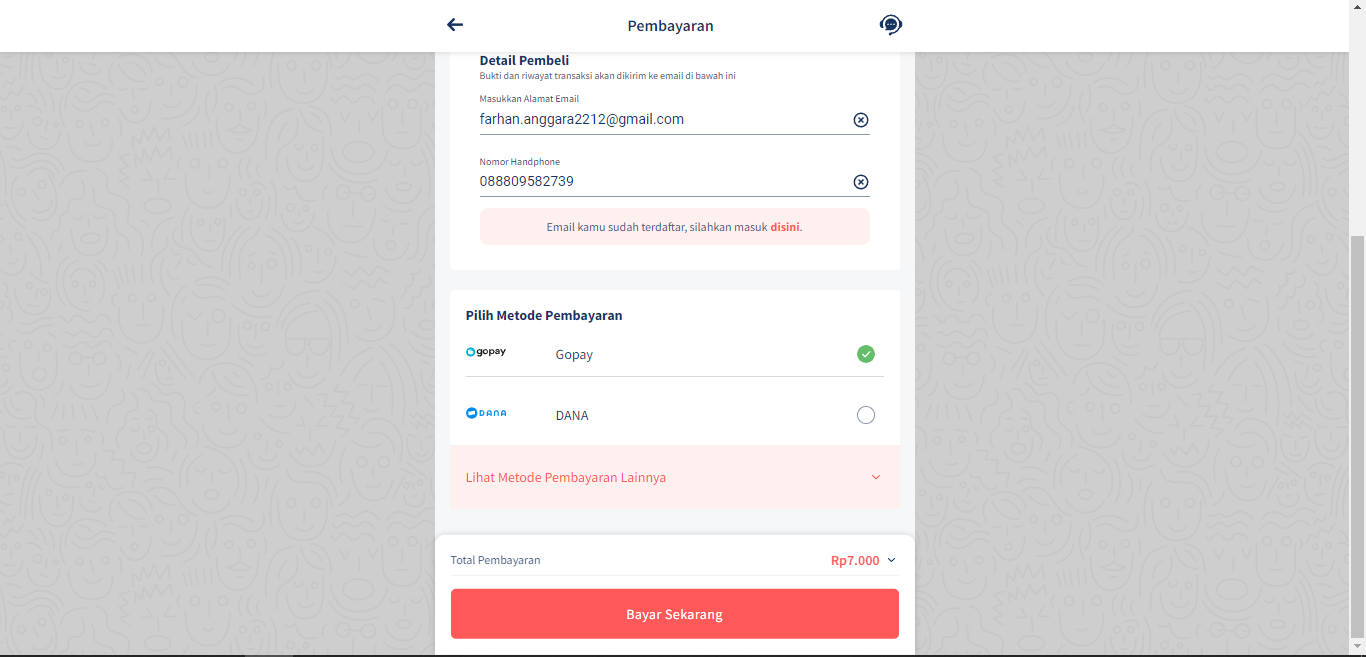 Pembayaran
Detail Pembeli
Bukti dan riwayat transaksi akan dikirim ke email di bawah ini
Masukkan Alamat Email
farhan.anggara2212@gmail.com
Nomor Handphone
088809582739
Email kamu sudah terdaftar, silahkan masuk disini.
Pilih Metode Pembayaran
gopay Gopay
DANA DANA
Lihat Metode Pembayaran Lainnya
Total Pembayaran Rp7.000
Bayar Sekarang